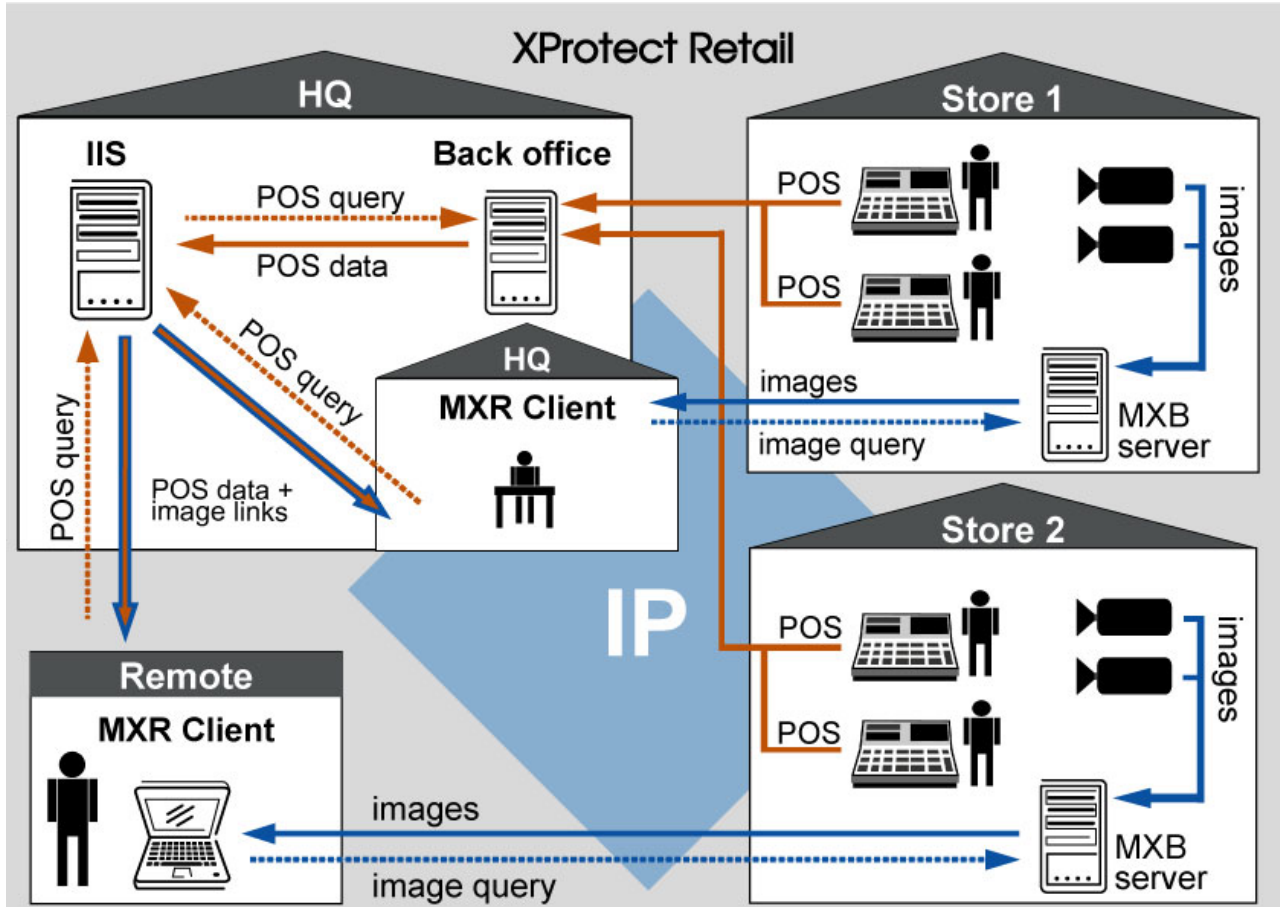 XProtect Retail
HQ
IIS
Back office
POS query
POS data
POS query
POS query
POS data +
image links
HQ
MXR Client
Store 1
POS
POS
images
MXB
server
images
image query
IP
Store 2
POS
POS
images
MXB
server
Remote
MXR Client
images
image query